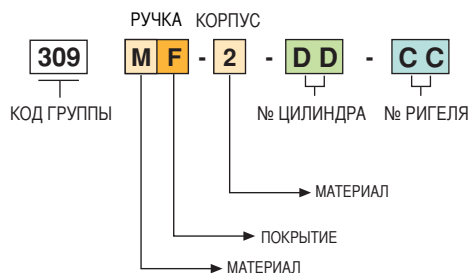 РУЧКА КОРПУС
309 M F - 2 - D D - C C
КОД ГРУППЫ № ЦИЛИНДРА № РИГЕЛЯ
МАТЕРИАЛ
ПОКРЫТИЕ
МАТЕРИАЛ